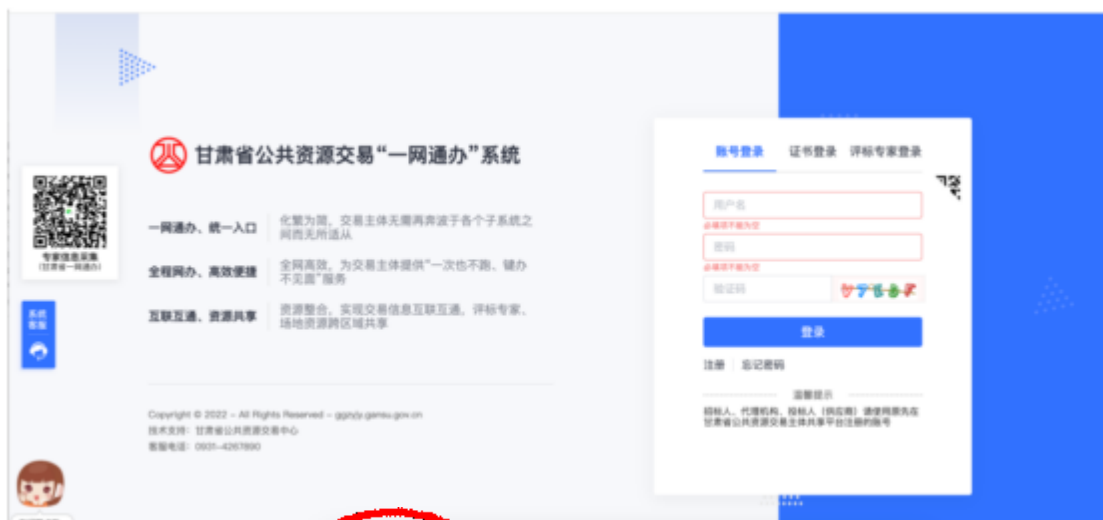 甘肃省公共资源交易“一网通办”系统
专家信息采集
(甘肃省一网通办)
系统
客服
一网通办、统一入口
化繁为简，交易主体无需再奔波于各个子系统之
间而无所适从
全程网办、高效便捷
全网高效，为交易主体提供“一次也不跑、键办
不见面”服务
互联互通、资源共享
资源整合，实现交易信息互联互通，评标专家、
场地资源跨区域共享
Copyright © 2022 - All Rights Reserved - ggzyjy.gansu.gov.cn
技术支持：甘肃省公共资源交易中心
客服电话：0931-4267890
账号登录 证书登录 评标专家登录
用户名
必填项不能为空
密码
必填项不能为空
验证码
登录
注册 忘记密码
温馨提示
招标人、代理机构、投标人（供应商）请使用原先在
甘肃省公共资源交易主体共享平台注册的账号